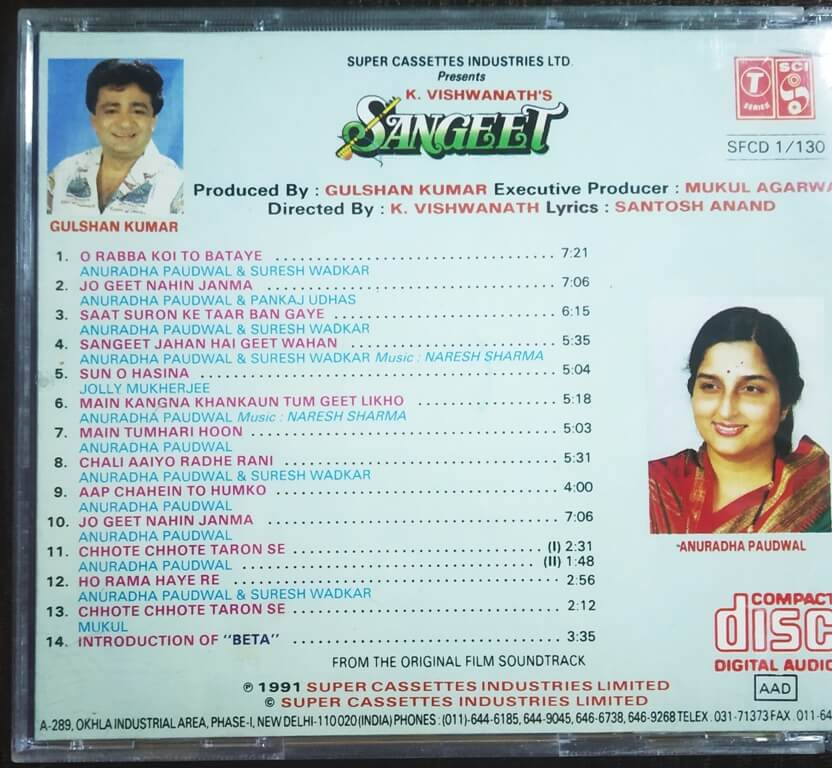 SUPER CASSETTES INDUSTRIES LTD.
Presents
K. VISHWANATH'S
SANGEET
T SERIES SCI
SFCD 1/130
Produced By : GULSHAN KUMAR Executive Producer : MUKUL AGARWA
Directed By : K. VISHWANATH Lyrics : SANTOSH ANAND
GULSHAN KUMAR
1. O RABBA KOI TO BATAYE 7:21
ANURADHA PAUDWAL & SURESH WADKAR
2. JO GEET NAHIN JANMA 7:06
ANURADHA PAUDWAL & PANKAJ UDHAS
3. SAAT SURON KE TAAR BAN GAYE 6:15
ANURADHA PAUDWAL & SURESH WADKAR
4. SANGEET JAHAN HAI GEET WAHAN 5:35
ANURADHA PAUDWAL & SURESH WADKAR Music : NARESH SHARMA
5. SUN O HASINA 5:04
JOLLY MUKHERJEE
6. MAIN KANGNA KHANKAUN TUM GEET LIKHO 5:18
ANURADHA PAUDWAL Music : NARESH SHARMA
7. MAIN TUMHARI HOON 5:03
ANURADHA PAUDWAL
8. CHALI AAIYO RADHE RANI 5:31
ANURADHA PAUDWAL & SURESH WADKAR
9. AAP CHAHEIN TO HUMKO 4:00
ANURADHA PAUDWAL
10. JO GEET NAHIN JANMA 7:06
ANURADHA PAUDWAL
11. CHHOTE CHHOTE TARON SE (I) 2:31
ANURADHA PAUDWAL (II) 1:48
12. HO RAMA HAYE RE 2:56
ANURADHA PAUDWAL & SURESH WADKAR
13. CHHOTE CHHOTE TARON SE 2:12
MUKUL
14. INTRODUCTION OF "BETA" 3:35
ANURADHA PAUDWAL
COMPACT
disc
DIGITAL AUDIO
AAD
FROM THE ORIGINAL FILM SOUNDTRACK
℗ 1991 SUPER CASSETTES INDUSTRIES LIMITED
© SUPER CASSETTES INDUSTRIES LIMITED
A-289, OKHLA INDUSTRIAL AREA, PHASE-I, NEW DELHI-110 020 (INDIA) PHONES : (011)-644-6185, 644-9045, 646-6738, 646-9268 TELEX . 031-71373 FAX . 011-64